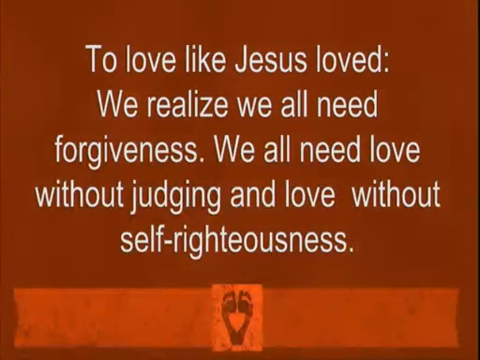 To love like Jesus loved:
We realize we all need
forgiveness. We all need love
without judging and love  without
self-righteousness.